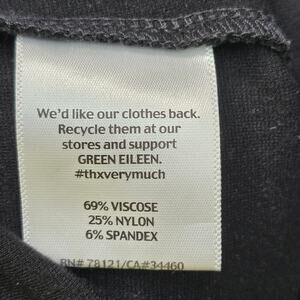 We'd like our clothes back.
Recycle them at our
stores and support
GREEN EILEEN.
#thxverymuch
69% VISCOSE
25% NYLON
6% SPANDEX
RN# 78121/CA#34460